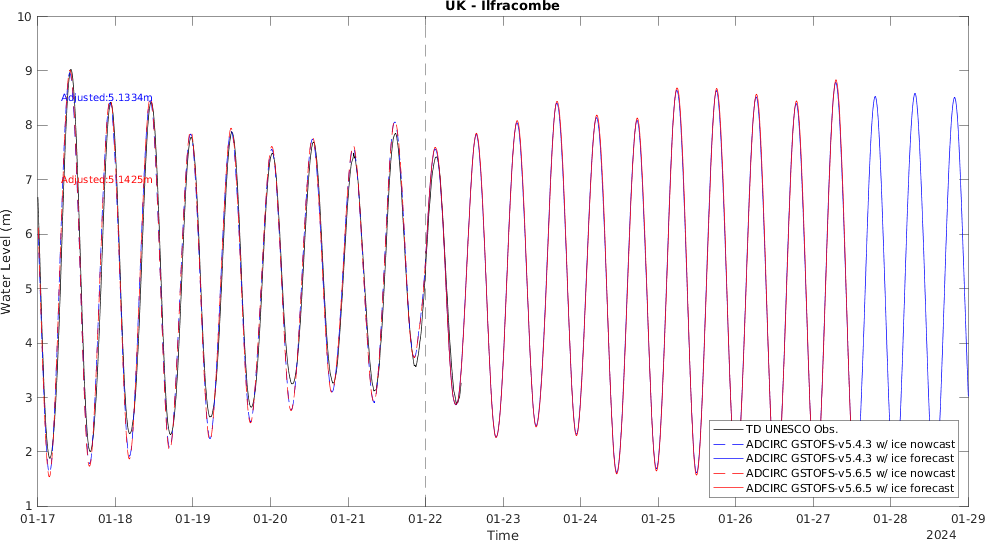 UK - Ilfracombe
10
9
8
7
6
5
4
3
2
1
Water Level (m)
Adjusted:5.1334m
Adjusted:5.1425m
TD UNESCO Obs.
ADCIRC GSTOFS-v5.4.3 w/ ice nowcast
ADCIRC GSTOFS-v5.4.3 w/ ice forecast
ADCIRC GSTOFS-v5.6.5 w/ ice nowcast
ADCIRC GSTOFS-v5.6.5 w/ ice forecast
01-17 01-18 01-19 01-20 01-21 01-22 01-23 01-24 01-25 01-26 01-27 01-28 01-29
2024
Time